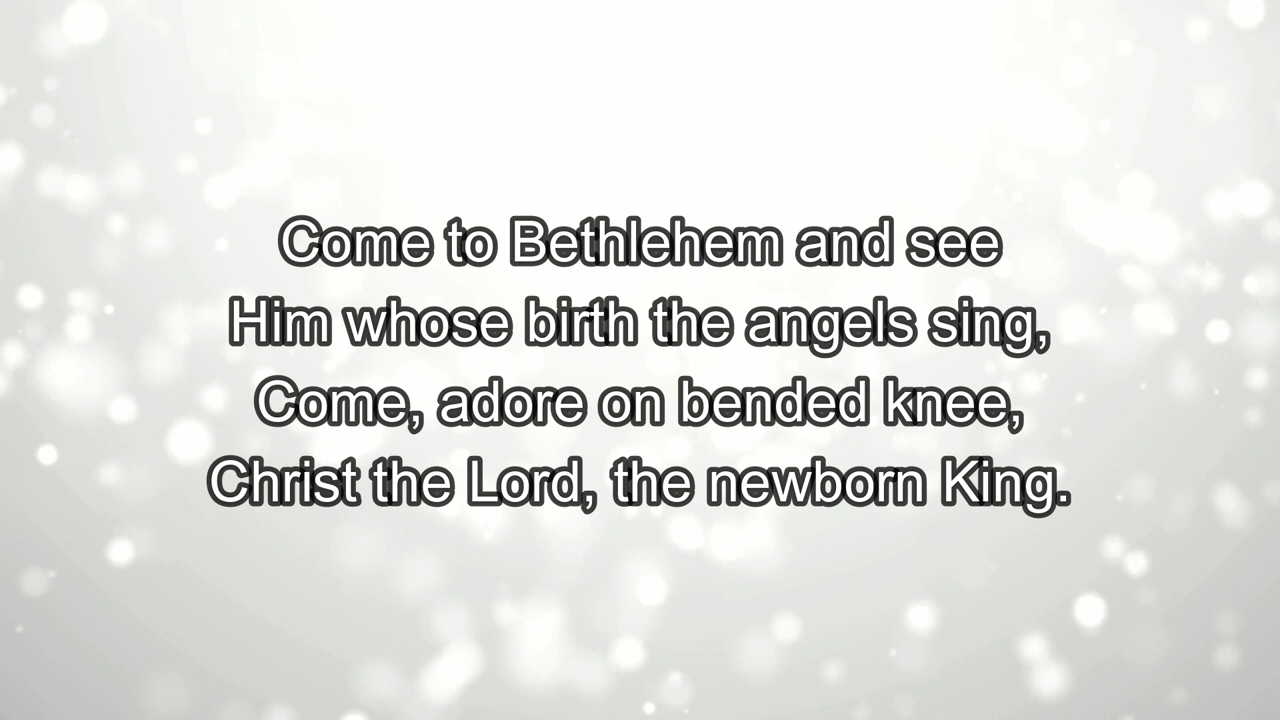 Come to Bethlehem and see
Him whose birth the angels sing,
Come, adore on bended knee,
Christ the Lord, the newborn King.